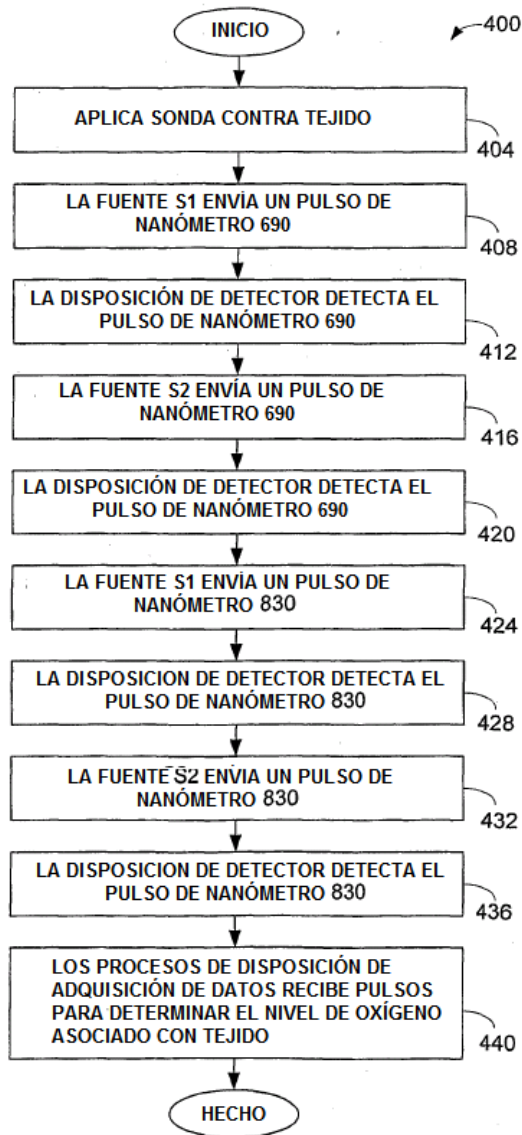 INICIO
400
APLICA SONDA CONTRA TEJIDO
404
LA FUENTE S1 ENVÍA UN PULSO DE
NANÓMETRO 690
408
LA DISPOSICIÓN DE DETECTOR DETECTA EL
PULSO DE NANÓMETRO 690
412
LA FUENTE S2 ENVÍA UN PULSO DE
NANÓMETRO 690
416
LA DISPOSICIÓN DE DETECTOR DETECTA EL
PULSO DE NANÓMETRO 690
420
LA FUENTE S1 ENVÍA UN PULSO DE
NANÓMETRO 830
424
LA DISPOSICION DE DETECTOR DETECTA EL
PULSO DE NANÓMETRO 830
428
LA FUENTE S2 ENVIA UN PULSO DE
NANÓMETRO 830
432
LA DISPOSICION DE DETECTOR DETECTA EL
PULSO DE NANÓMETRO 830
436
LOS PROCESOS DE DISPOSICIÓN DE
ADQUISICIÓN DE DATOS RECIBE PULSOS
PARA DETERMINAR EL NIVEL DE OXÍGENO
ASOCIADO CON TEJIDO
440
HECHO